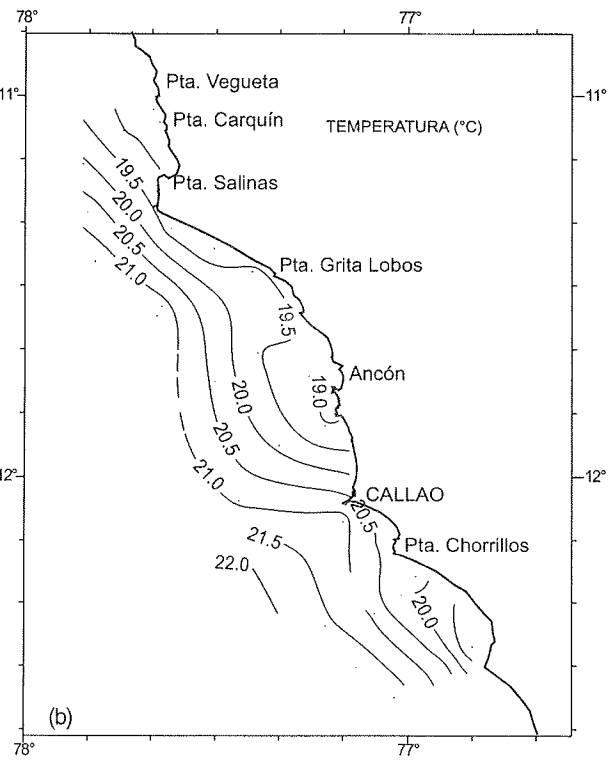 78° 77°
Pta. Vegueta
11° 11°
Pta. Carquín
TEMPERATURA (°C)
19.5
Pta. Salinas
20.0
20.5
21.0
Pta. Grita Lobos
19.5
Ancón
19.0
20.0
20.5
21.0
12° 12°
CALLAO
20.5
21.5
Pta. Chorrillos
22.0
20.0
(b)
78° 77°